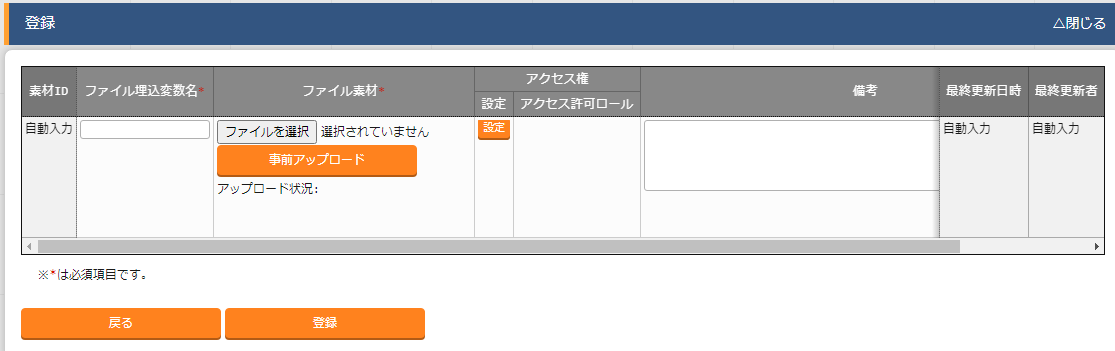 登録
△閉じる
素材ID ファイル埋込変数名* ファイル素材* アクセス権 備考 最終更新日時 最終更新者
設定 アクセス許可ロール
自動入力 ファイルを選択 選択されていません 設定 自動入力 自動入力
事前アップロード
アップロード状況:
※*は必須項目です。
戻る 登録